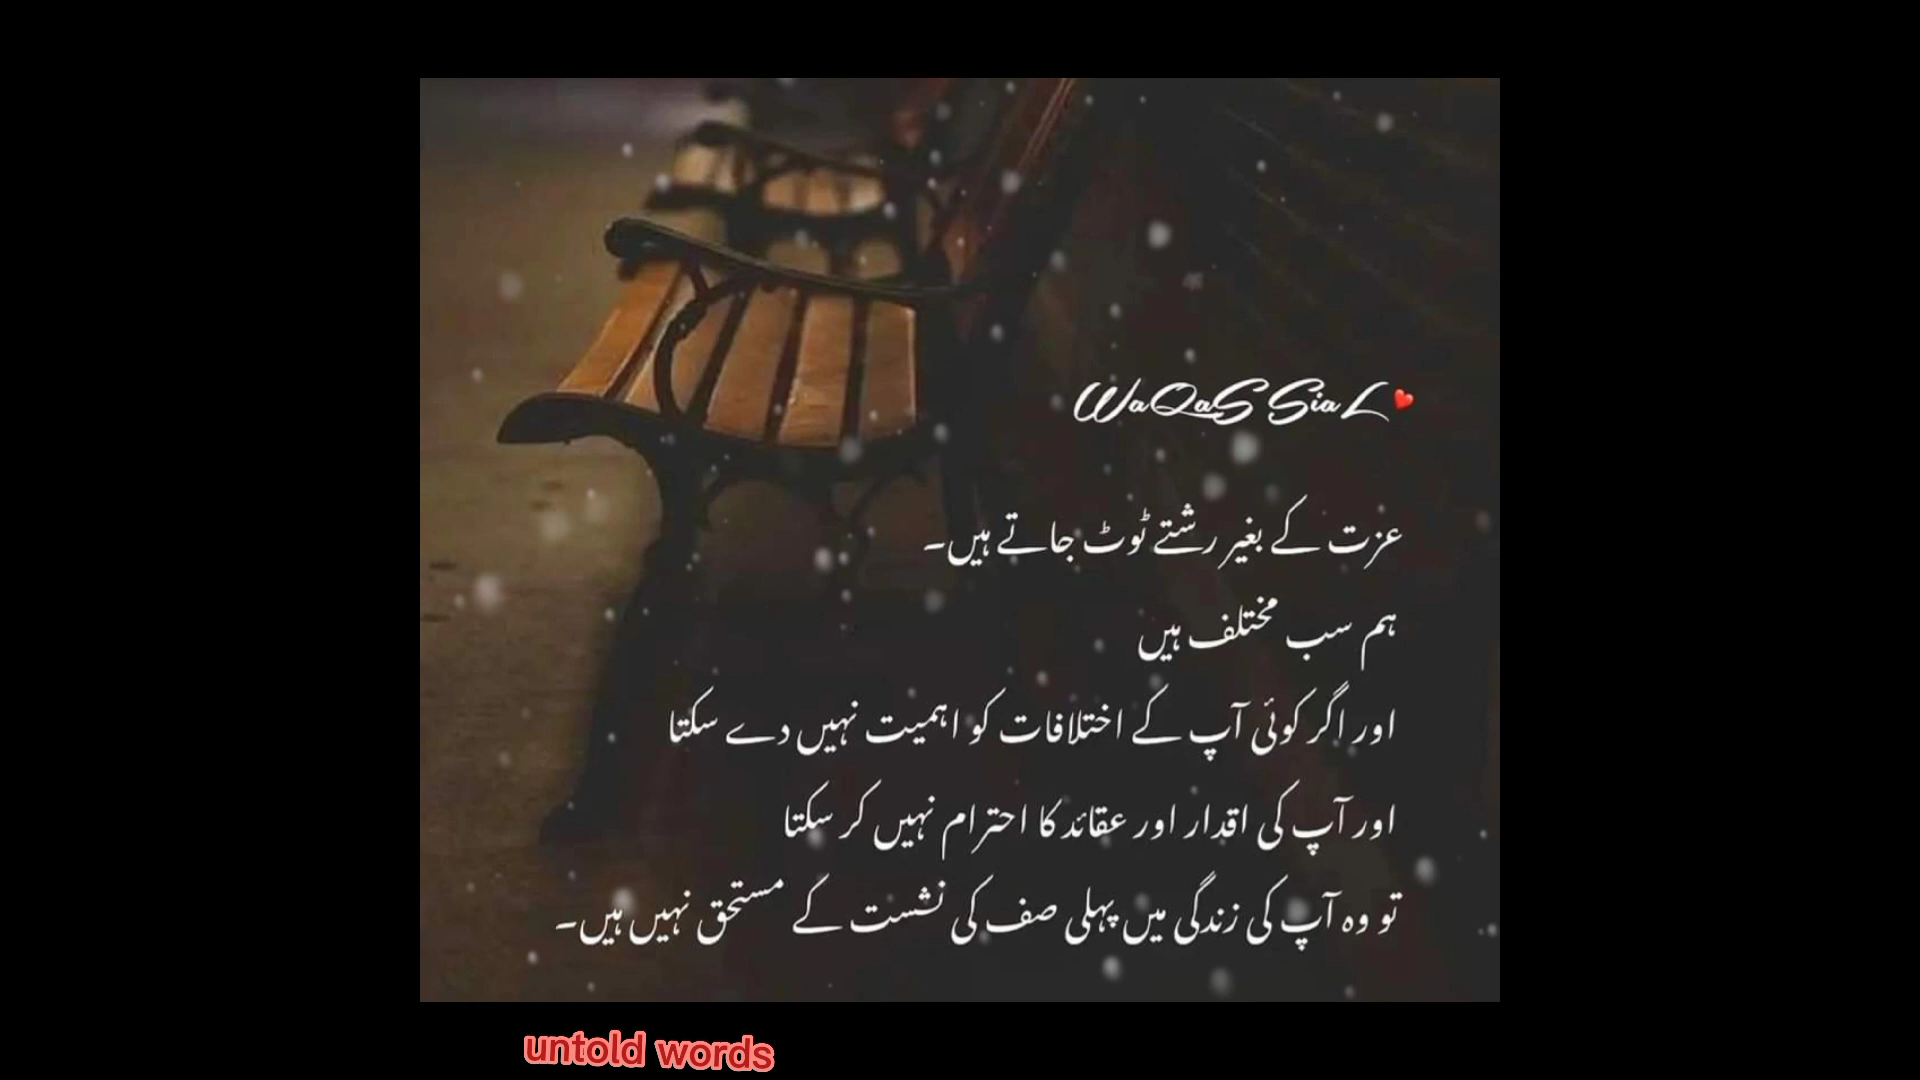 WaQaS SiaL❤
عزت کے بغیر رشتے ٹوٹ جاتے ہیں۔
ہم سب مختلف ہیں
اور اگر کوئی آپ کے اختلافات کو اہمیت نہیں دے سکتا
اور آپ کی اقدار اور عقائد کا احترام نہیں کر سکتا
تو وہ آپ کی زندگی میں پہلی صف کی نشست کے مستحق نہیں ہیں۔
untold words